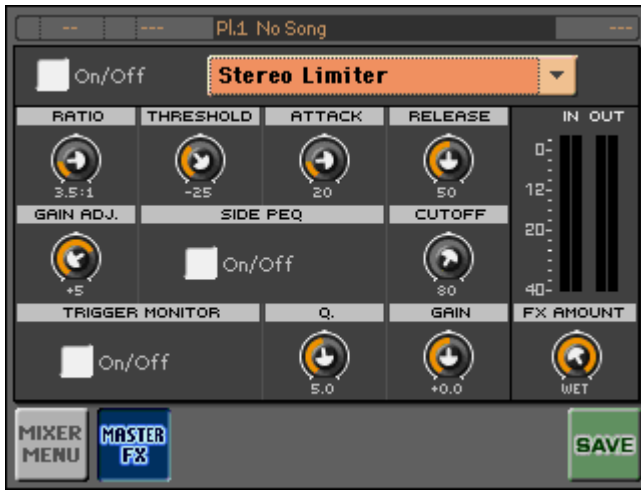 -- --- Pl.1 No Song ---
On/Off Stereo Limiter
RATIO THRESHOLD ATTACK RELEASE IN OUT
0-
3.5:1 -25 20 50
12-
GAIN ADJ. SIDE PEQ CUTOFF
20-
On/Off
+5 80
40-
TRIGGER MONITOR Q. GAIN FX AMOUNT
On/Off
5.0 +0.0 WET
MIXER MENU
MASTER FX
SAVE